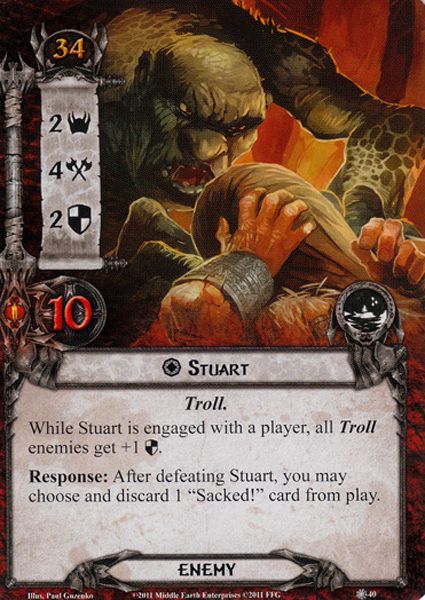 34
2
4
2
10
Stuart
Troll.
While Stuart is engaged with a player, all Troll
enemies get +1 .
Response: After defeating Stuart, you may
choose and discard 1 “Sacked!” card from play.
ENEMY
Illus. Paul Guzenko ©2011 Middle Earth Enterprises ©2011 FFG 40